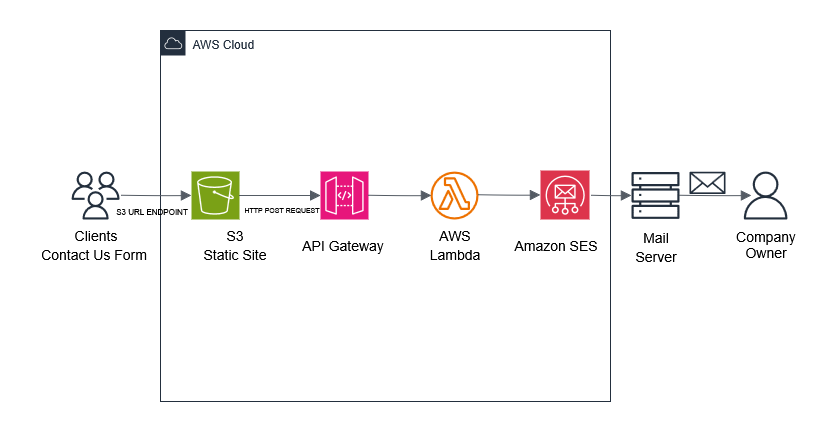 AWS Cloud
S3 URL ENDPOINT
HTTP POST REQUEST
Clients
Contact Us Form
S3
Static Site
API Gateway
AWS
Lambda
Amazon SES
Mail
Server
Company
Owner